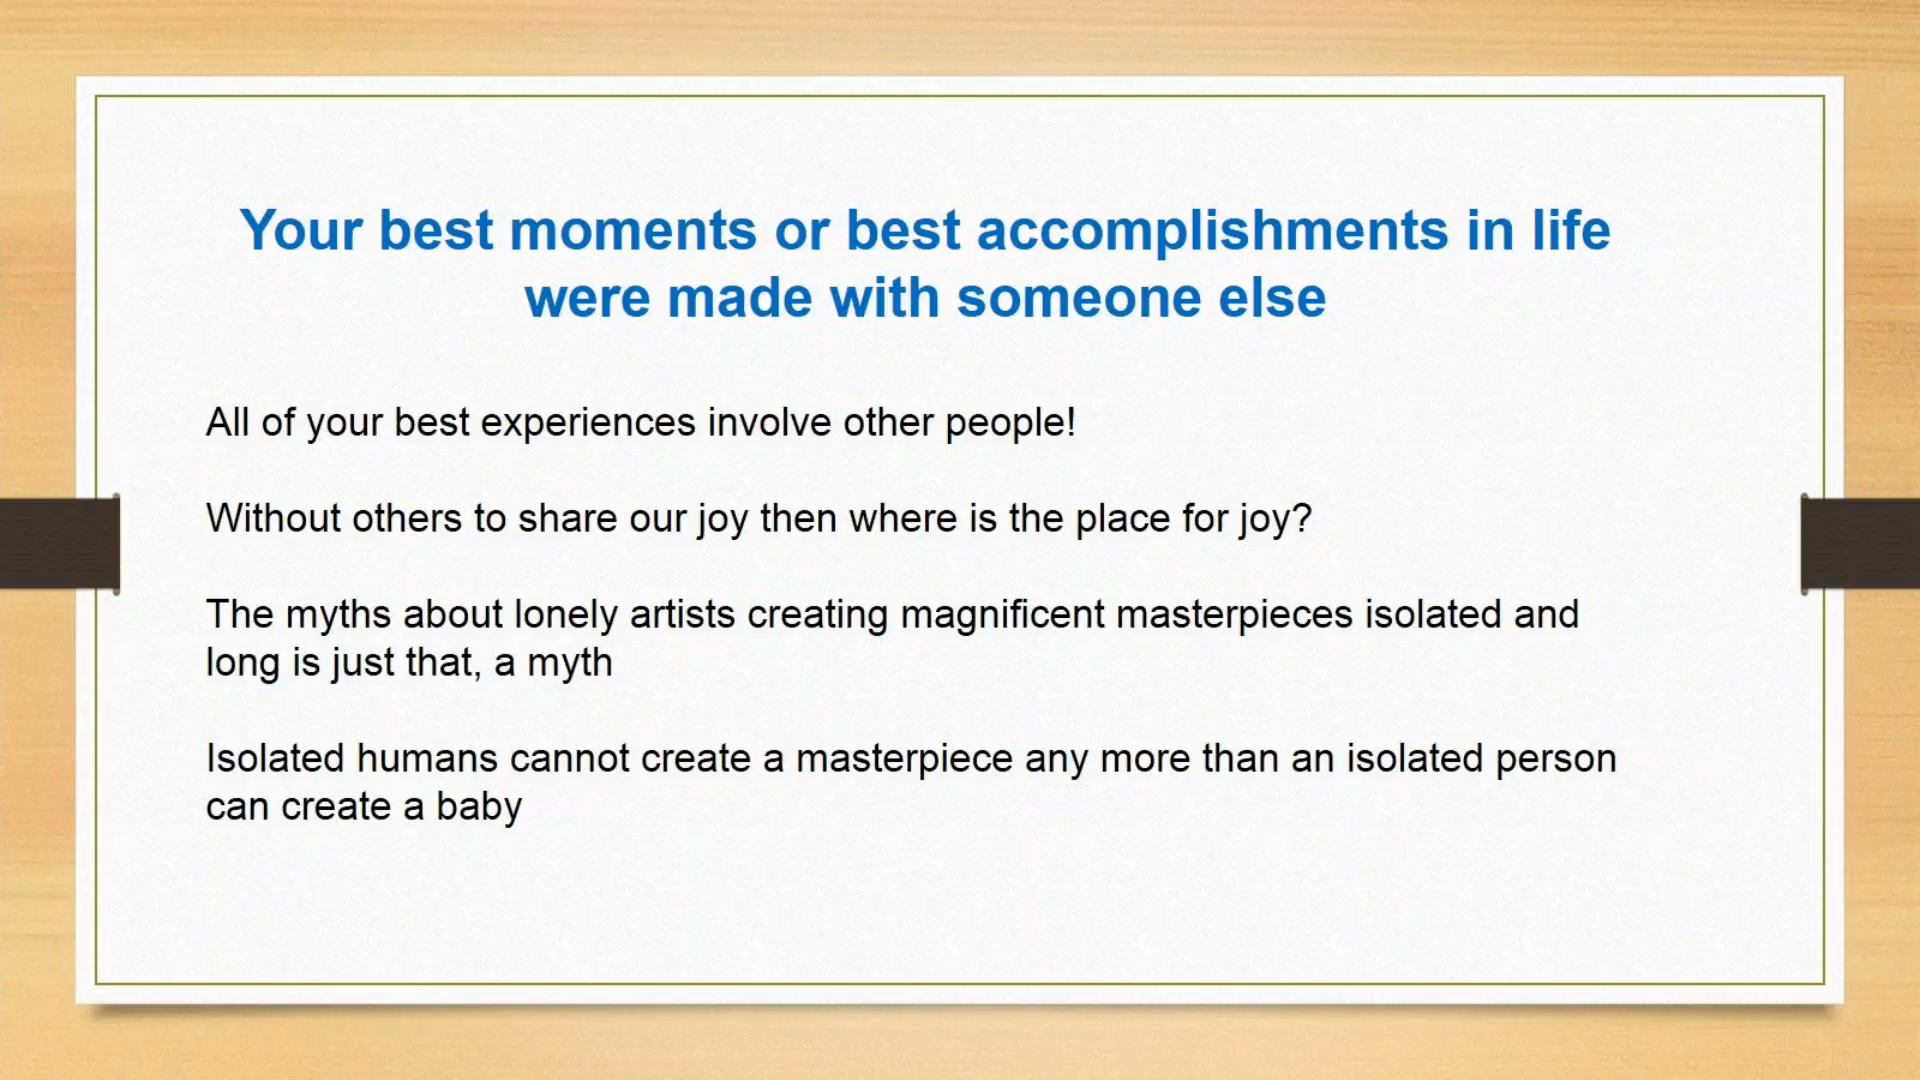 Your best moments or best accomplishments in life
were made with someone else
All of your best experiences involve other people!
Without others to share our joy then where is the place for joy?
The myths about lonely artists creating magnificent masterpieces isolated and
long is just that, a myth
Isolated humans cannot create a masterpiece any more than an isolated person
can create a baby